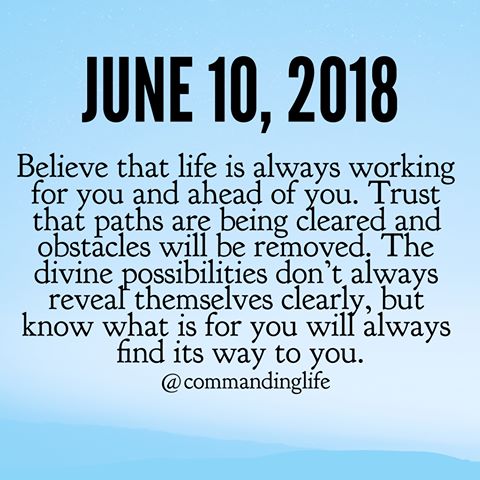 JUNE 10, 2018
Believe that life is always working
for you and ahead of you. Trust
that paths are being cleared and
obstacles will be removed. The
divine possibilities don't always
reveal themselves clearly, but
know what is for you will always
find its way to you.
@commandinglife